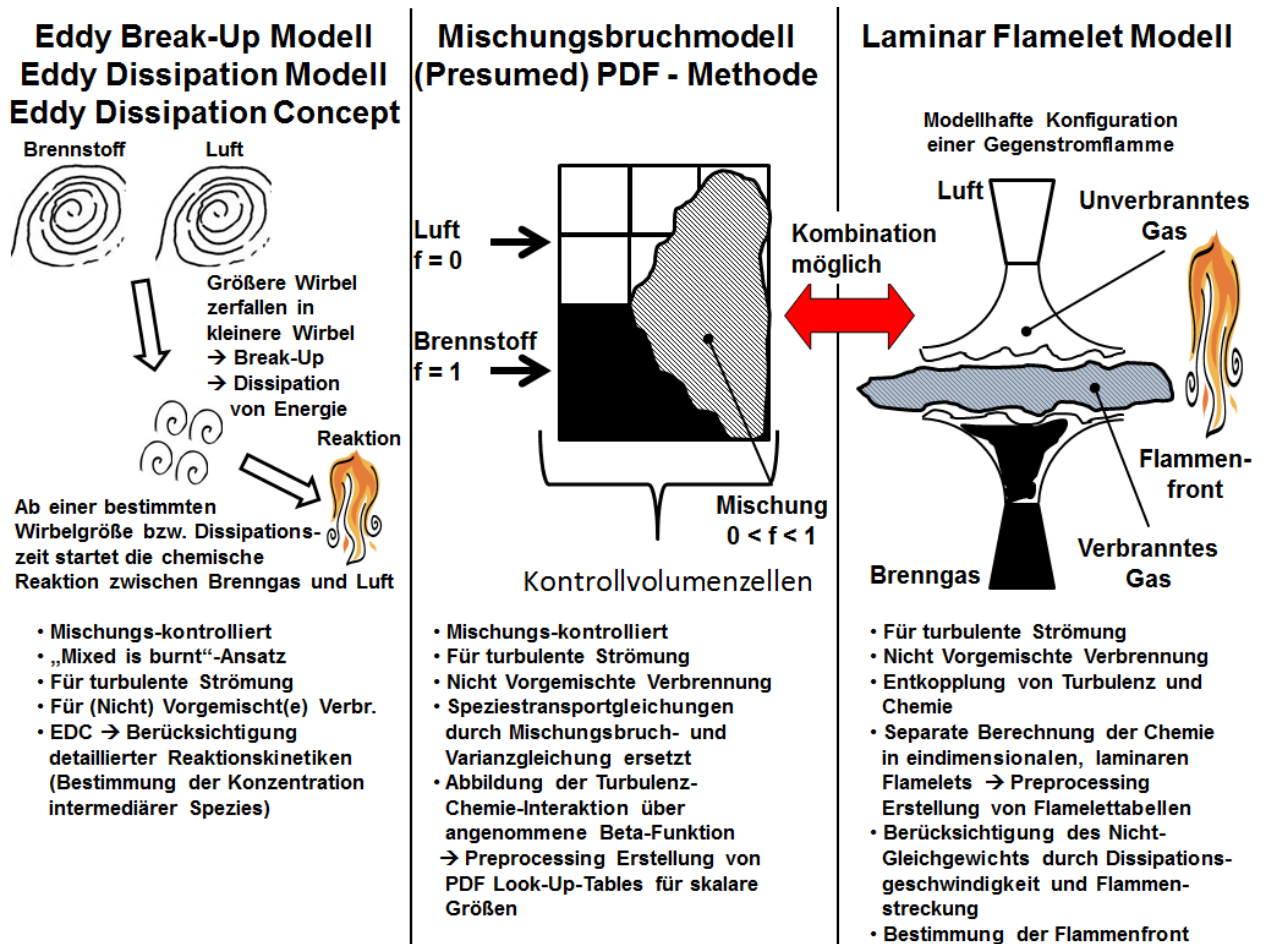 Eddy Break-Up Modell
Eddy Dissipation Modell
Eddy Dissipation Concept
Brennstoff
Luft
Größere Wirbel
zerfallen in
kleinere Wirbel
→ Break-Up
→ Dissipation
von Energie
Reaktion
Ab einer bestimmten
Wirbelgröße bzw. Dissipations-
zeit startet die chemische
Reaktion zwischen Brenngas und Luft
• Mischungs-kontrolliert
• „Mixed is burnt“-Ansatz
• Für turbulente Strömung
• Für (Nicht) Vorgemischt(e) Verbr.
• EDC → Berücksichtigung
detaillierter Reaktionskinetiken
(Bestimmung der Konzentration
intermediärer Spezies)
Mischungsbruchmodell
(Presumed) PDF - Methode
Luft
f = 0
Brennstoff
f = 1
Kombination
möglich
Mischung
0 < f < 1
Kontrollvolumenzellen
• Mischungs-kontrolliert
• Für turbulente Strömung
• Nicht Vorgemischte Verbrennung
• Speziestransportgleichungen
durch Mischungsbruch- und
Varianzgleichung ersetzt
• Abbildung der Turbulenz-
Chemie-Interaktion über
angenommene Beta-Funktion
→ Preprocessing Erstellung von
PDF Look-Up-Tables für skalare
Größen
Laminar Flamelet Modell
Modellhafte Konfiguration
einer Gegenstromflamme
Luft
Unverbranntes
Gas
Flammen-
front
Verbranntes
Gas
Brenngas
• Für turbulente Strömung
• Nicht Vorgemischte Verbrennung
• Entkopplung von Turbulenz und
Chemie
• Separate Berechnung der Chemie
in eindimensionalen, laminaren
Flamelets → Preprocessing
Erstellung von Flamelettabellen
• Berücksichtigung des Nicht-
Gleichgewichts durch Dissipations-
geschwindigkeit und Flammen-
streckung
• Bestimmung der Flammenfront